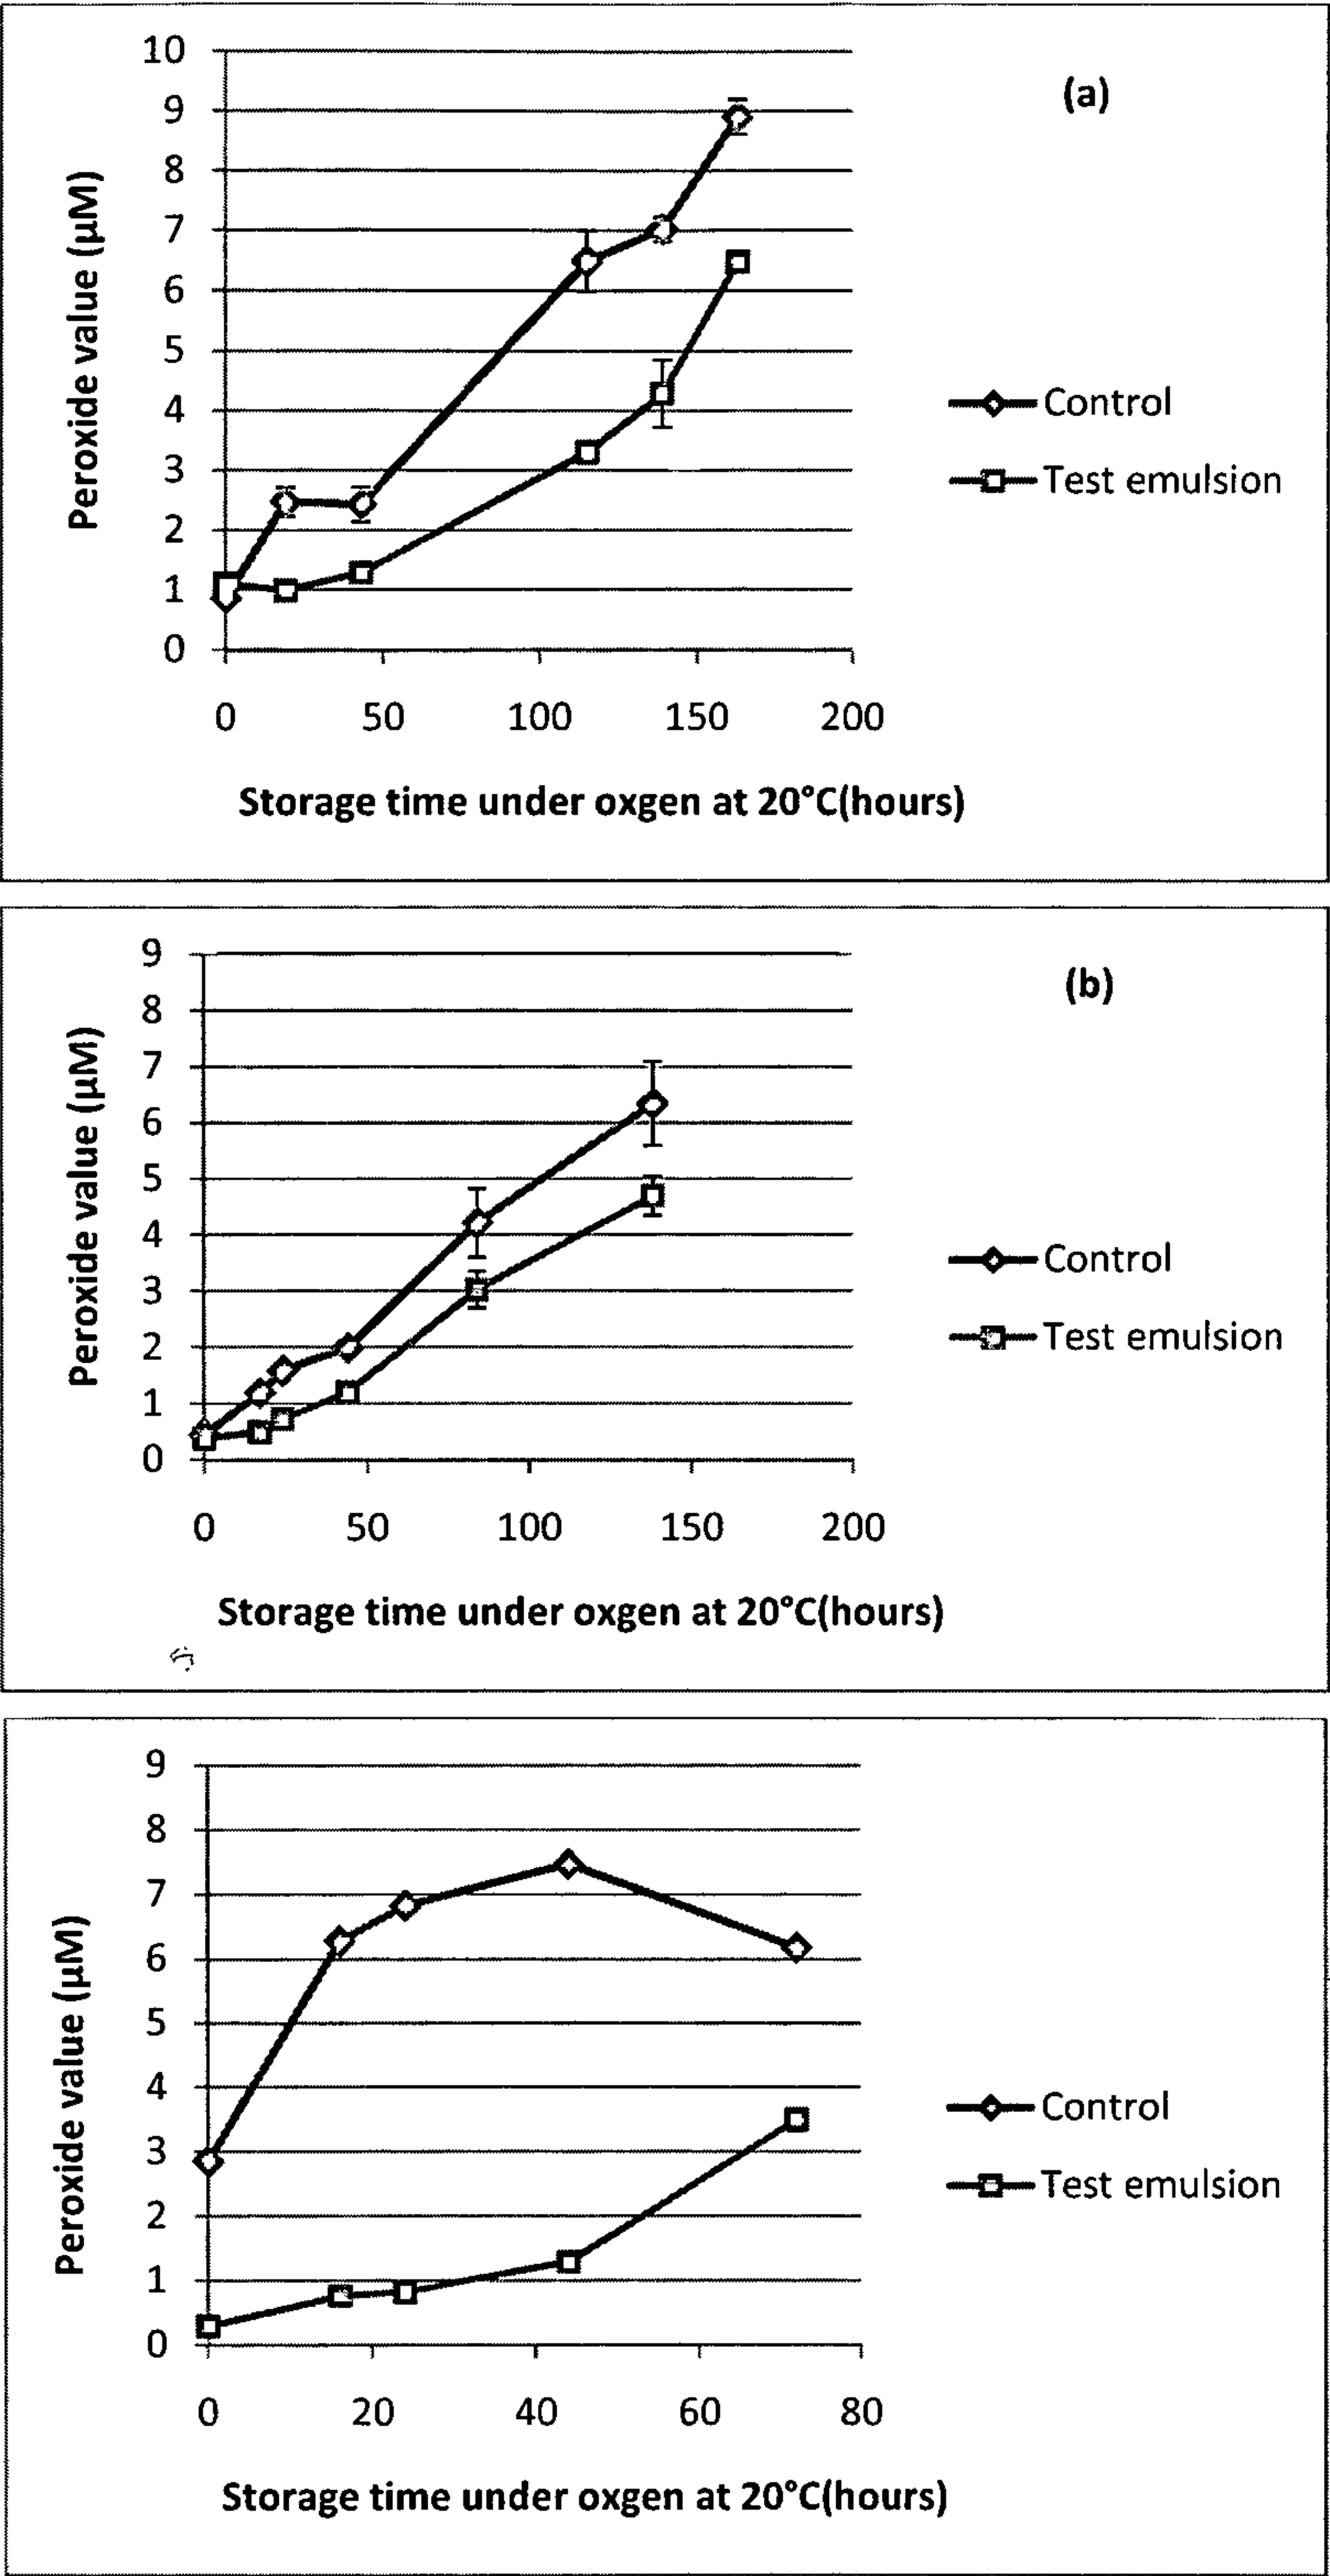 (a)
Peroxide value (µM)
10
9
8
7
6
5
4
3
2
1
0
0 50 100 150 200
Storage time under oxgen at 20°C(hours)
Control
Test emulsion
(b)
Peroxide value (µM)
9
8
7
6
5
4
3
2
1
0
0 50 100 150 200
Storage time under oxgen at 20°C(hours)
Control
Test emulsion
Peroxide value (µM)
9
8
7
6
5
4
3
2
1
0
0 20 40 60 80
Storage time under oxgen at 20°C(hours)
Control
Test emulsion